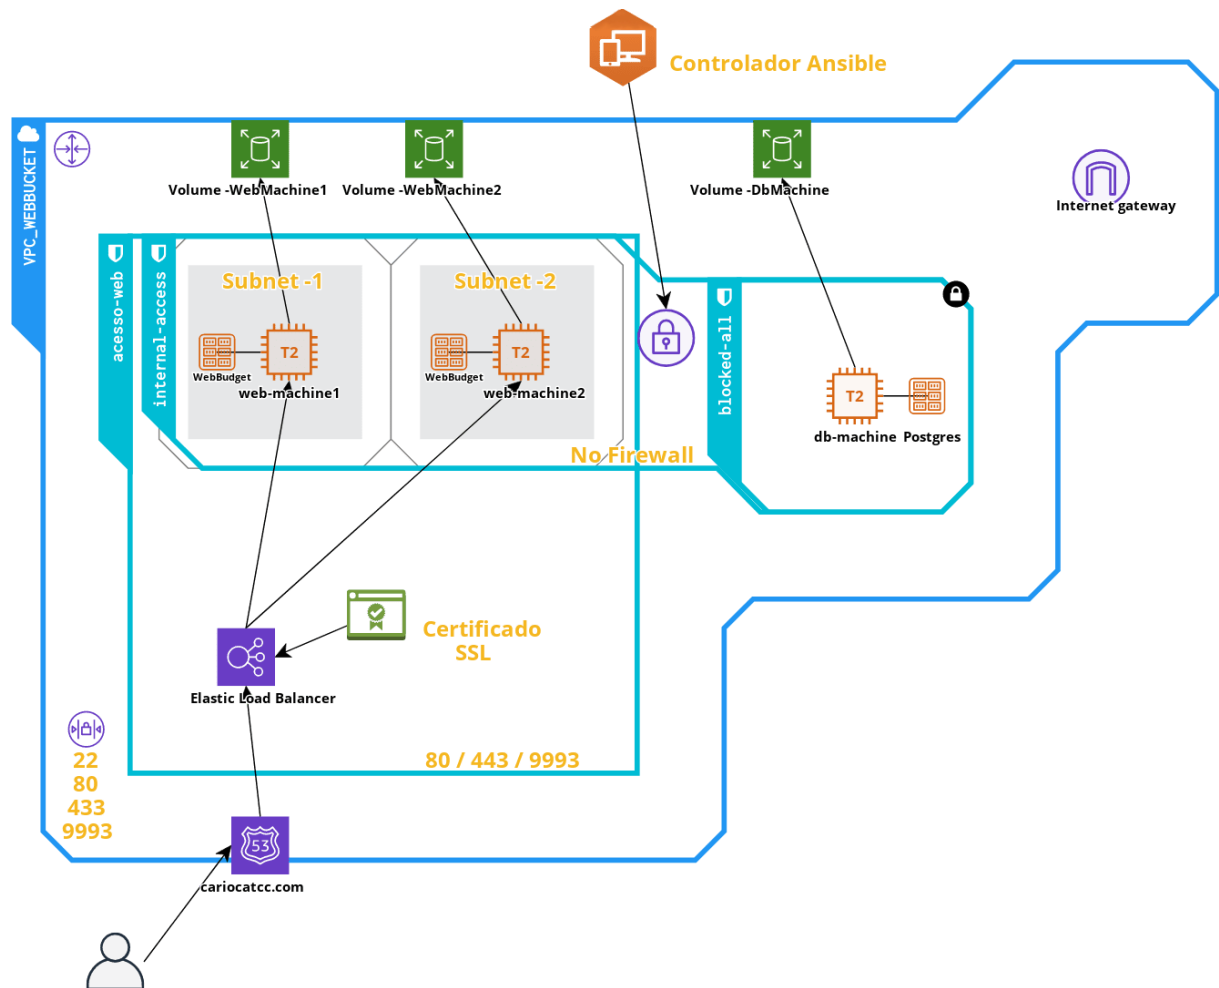 Controlador Ansible
VPC_WEBBUCKET
Volume -WebMachine1
Volume -WebMachine2
Volume -DbMachine
Internet gateway
acesso-web
internal-access
Subnet -1
Subnet -2
blocked-all
T2
T2
T2
WebBudget
WebBudget
web-machine1
web-machine2
db-machine
Postgres
No Firewall
Certificado
SSL
Elastic Load Balancer
22
80
433
9993
80 / 443 / 9993
53
cariocatcc.com